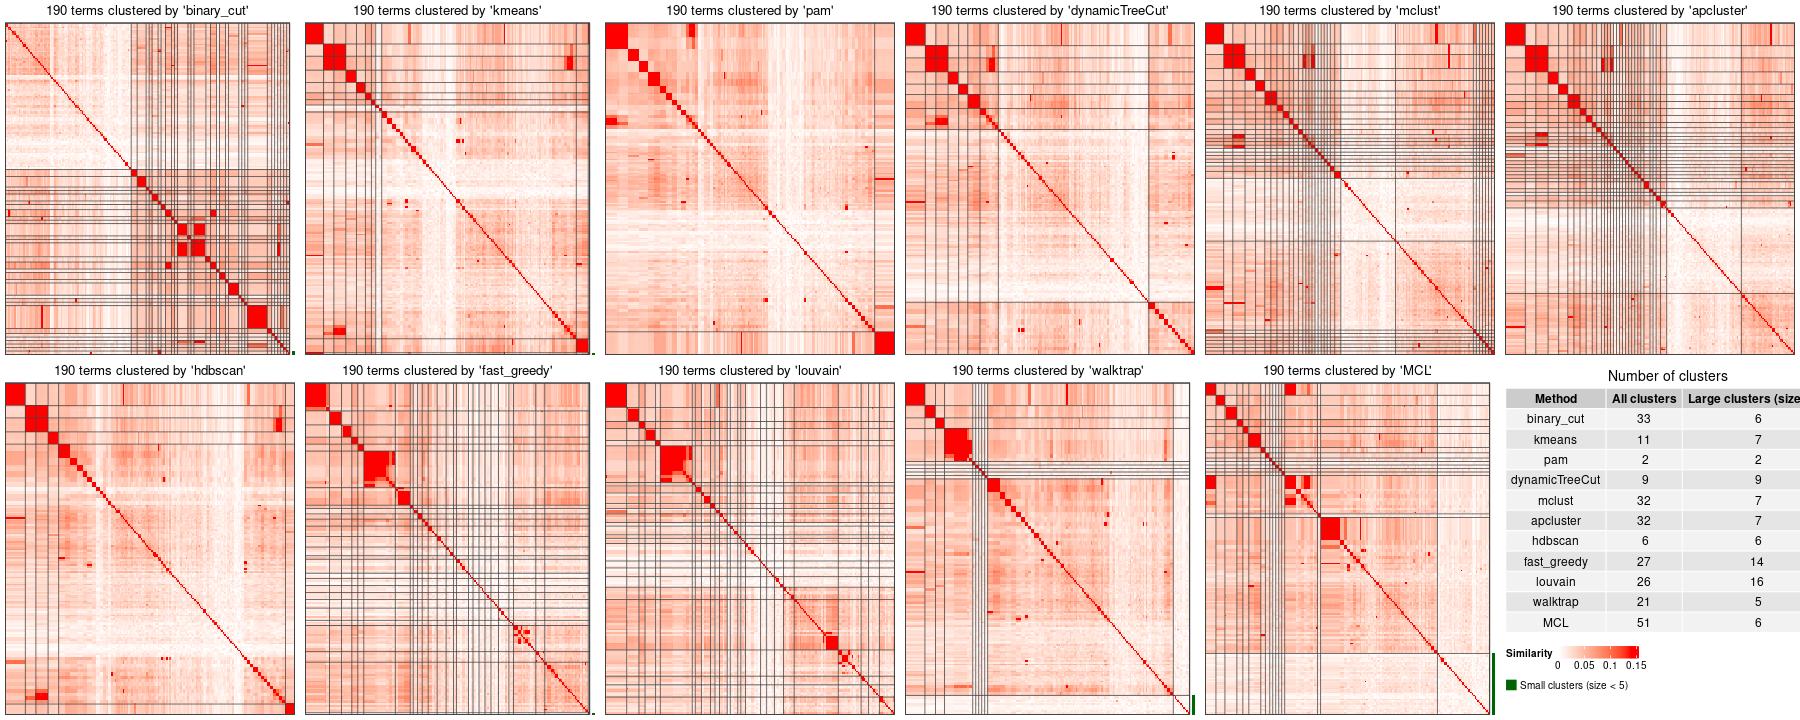 190 terms clustered by 'binary_cut'
190 terms clustered by 'kmeans'
190 terms clustered by 'pam'
190 terms clustered by 'dynamicTreeCut'
190 terms clustered by 'mclust'
190 terms clustered by 'apcluster'
190 terms clustered by 'hdbscan'
190 terms clustered by 'fast_greedy'
190 terms clustered by 'louvain'
190 terms clustered by 'walktrap'
190 terms clustered by 'MCL'
Number of clusters
Method All clusters Large clusters (size
binary_cut 33 6
kmeans 11 7
pam 2 2
dynamicTreeCut 9 9
mclust 32 7
apcluster 32 7
hdbscan 6 6
fast_greedy 27 14
louvain 26 16
walktrap 21 5
MCL 51 6
Similarity
0 0.05 0.1 0.15
Small clusters (size < 5)